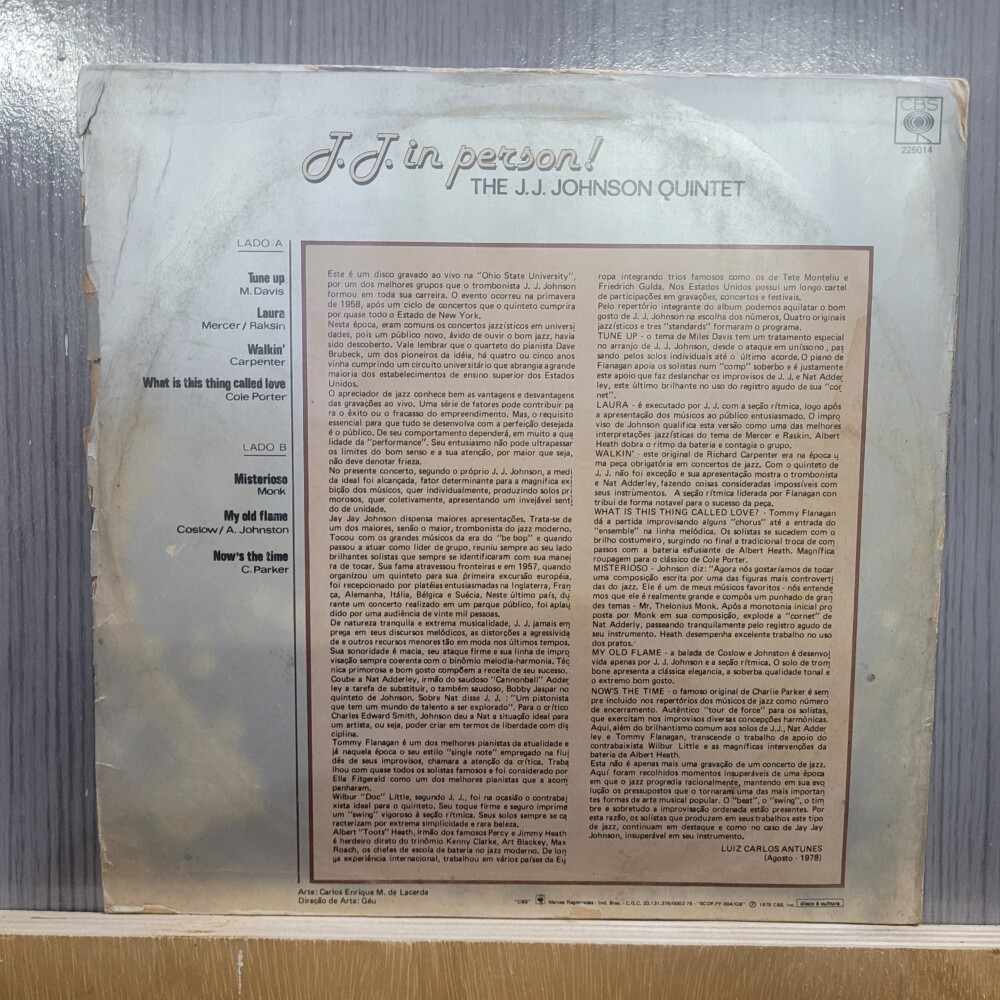 CBS
225014
J.J. in person!
THE J.J. JOHNSON QUINTET
LADO A
Tune up
M. Davis
Laura
Mercer / Raksin
Walkin'
Carpenter
What is this thing called love
Cole Porter
LADO B
Misterioso
Monk
My old flame
Coslow / A. Johnston
Now's the time
C. Parker
Este é um disco gravado ao vivo na "Ohio State University",
por um dos melhores grupos que o trombonista J. J. Johnson
formou em toda sua carreira. O evento ocorreu na primavera
de 1958, após um ciclo de concertos que o quinteto cumprira
por quase todo o Estado de New York.
Nesta época, eram comuns os concertos jazzísticos em universi
dades, pois um público novo, ávido de ouvir o bom jazz, havia
sido descoberto. Vale lembrar que o quarteto do pianista Dave
Brubeck, um dos pioneiros da idéia, há quatro ou cinco anos
vinha cumprindo um circuito universitário que abrangia a grande
maioria dos estabelecimentos de ensino superior dos Estados
Unidos.
O apreciador de jazz conhece bem as vantagens e desvantagens
das gravações ao vivo. Uma série de fatores pode contribuir pa
ra o êxito ou o fracasso do empreendimento. Mas, o requisito
essencial para que tudo se desenvolva com a perfeição desejada
é o público. De seu comportamento dependerá, em muito a qua
lidade da "performance". Seu entusiasmo não pode ultrapassar
os limites do bom senso e a sua atenção, por maior que seja,
não deve denotar frieza.
No presente concerto, segundo o próprio J. J. Johnson, a medi
da ideal foi alcançada, fator determinante para a magnífica exi
bição dos músicos, quer individualmente, produzindo solos pri
morosos, quer coletivamente, apresentando um invejável senti
do de unidade.
Jay Jay Johnson dispensa maiores apresentações. Trata-se de
um dos maiores, senão o maior, trombonista do jazz moderno.
Tocou com os grandes músicos da era do "be bop" e quando
passou a atuar como líder de grupo, reuniu sempre ao seu lado
brilhantes solistas que sempre se identificaram com sua manei
ra de tocar. Sua fama atravessou fronteiras e em 1957, quando
organizou um quinteto para sua primeira excursão européia,
foi recepcionado por platéias entusiasmadas na Inglaterra, Fran
ça, Alemanha, Itália, Bélgica e Suécia. Neste último país, du
rante um concerto realizado em um parque público, foi aplau
dido por uma audiência de vinte mil pessoas.
De natureza tranquila e extrema musicalidade, J. J. jamais em
prega em seus discursos melódicos, as distorções a agressivida
de e outros recursos menores tão em moda nos últimos tempos.
Sua sonoridade é macia, seu ataque firme e sua linha de impro
visação sempre coerente com o binômio melodia-harmonia. Téc
nica primorosa e bom gosto compõem a receita de seu sucesso.
Coube a Nat Adderley, irmão do saudoso "Cannonball" Adder
ley a tarefa de substituir, o também saudoso, Bobby Jaspar no
quinteto de Johnson. Sobre Nat disse J. J. : "Um pistonista
que tem um mundo de talento a ser explorado". Para o crítico
Charles Edward Smith, Johnson deu a Nat a situação ideal para
um artista, ou seja, poder criar em termos de liberdade com dis
ciplina.
Tommy Flanagan é um dos melhores pianistas da atualidade e
já naquela época o seu estilo "single note" empregado na flui
dés de seus improvisos, chamara a atenção da crítica. Traba
lhou com quase todos os solistas famosos e foi considerado por
Ella Fitgerald como um dos melhores pianistas que a acom
panharam.
Wilbur "Doc" Little, segundo J. J., foi na ocasião o contrabai
xista ideal para o quinteto. Seu toque firme e seguro imprime
um "swing" vigoroso à seção rítmica. Seus solos sempre se ca
racterizam por extrema simplicidade e rara beleza.
Albert "Toots" Heath, irmão dos famosos Percy e Jimmy Heath
é herdeiro direto do trinômio Kenny Clarke, Art Blackey, Max
Roach, os chefes de escola de bateria no jazz moderno. De lon
ga experiência internacional, trabalhou em vários países da Eu
ropa integrando trios famosos como os de Tete Monteliu e
Friedrich Gulda. Nos Estados Unidos possui um longo cartel
de participações em gravações, concertos e festivais.
Pelo repertório integrante do album podemos aquilatar o bom
gosto de J. J. Johnson na escolha dos números. Quatro originais
jazzísticos e tres "standards" formaram o programa.
TUNE UP - o tema de Miles Davis tem um tratamento especial
no arranjo de J. J. Johnson, desde o ataque em uníssono, pas
sando pelos solos individuais até o último acorde. O piano de
Flanagan apoia os solistas num "comp" soberbo e é justamente
este apoio que faz deslanchar os improvisos de J. J. e Nat Adder
ley, este último brilhante no uso do registro agudo de sua "cor
net".
LAURA - é executado por J. J. com a seção rítmica, logo após
a apresentação dos músicos ao público entusiasmado. O impro
viso de Johnson qualifica esta versão como uma das melhores
interpretações jazzísticas do tema de Mercer e Raskin. Albert
Heath dobra o ritmo da bateria e contagia o grupo.
WALKIN' - este original de Richard Carpenter era na época u
ma peça obrigatória em concertos de jazz. Com o quinteto de
J. J. não foi exceção e sua apresentação mostra o trombonista
e Nat Adderley, fazendo coisas consideradas impossíveis com
seus instrumentos. A seção rítmica liderada por Flanagan con
tribui de forma notavel para o sucesso da peça.
WHAT IS THIS THING CALLED LOVE? - Tommy Flanagan
dá a partida improvisando alguns "chorus" até a entrada do
"ensemble" na linha melódica. Os solistas se sucedem com o
brilho costumeiro, surgindo no final a tradicional troca de com
passos com a bateria esfusiante de Albert Heath. Magnífica
roupagem para o clássico de Cole Porter.
MISTERIOSO - Johnson diz: "Agora nós gostaríamos de tocar
uma composição escrita por uma das figuras mais controverti
das do jazz. Ele é um de meus músicos favoritos - nós entende
mos que ele é realmente grande e compôs um punhado de gran
des temas - Mr. Thelonius Monk. Após a monotonia inicial pro
posta por Monk em sua composição, explode a "cornet" de
Nat Adderly, passeando tranquilamente pelo registro agudo de
seu instrumento. Heath desempenha excelente trabalho no uso
dos pratos.
MY OLD FLAME - a balada de Coslow e Johnston é desenvol
vida apenas por J. J. Johnson e a seção rítmica. O solo de trom
bone apresenta a clássica elegancia, a soberba qualidade tonal e
o extremo bom gosto.
NOW'S THE TIME - o famoso original de Charlie Parker é sem
pre incluido nos repertórios dos músicos de jazz como número
de encerramento. Autêntico "tour de force" para os solistas,
que exercitam nos improvisos diversas concepções harmônicas.
Aqui, além do brilhantismo comum aos solos de J.J., Nat Adder
ley e Tommy Flanagan, transcende o trabalho de apoio do
contrabaixista Wilbur Little e as magníficas intervenções da
bateria de Albert Heath.
Esta não é apenas mais uma gravação de um concerto de jazz.
Aqui foram recolhidos momentos insuperáveis de uma época
em que o jazz progredia racionalmente, mantendo em sua evo
lução os pressupostos que o tornaram uma das mais importan
tes formas de arte musical popular. O "beat", o "swing", o tim
bre e sobretudo a improvisação ordenada estão presentes. Por
esta razão, os solistas que produzem em seus trabalhos este tipo
de jazz, continuam em destaque e como no caso de Jay Jay
Johnson, insuperável em seu instrumento.
LUIZ CARLOS ANTUNES
(Agosto - 1978)
Arte: Carlos Enrique M. de Lacerda
Direção de Arte: Géu
"CBS" Marcas Registradas - Ind. Bras. - C.G.C. 33.131.376/0002-75 - "SCDP.PF 004/GB" Ⓟ 1978 CBS, Inc. disco é cultura